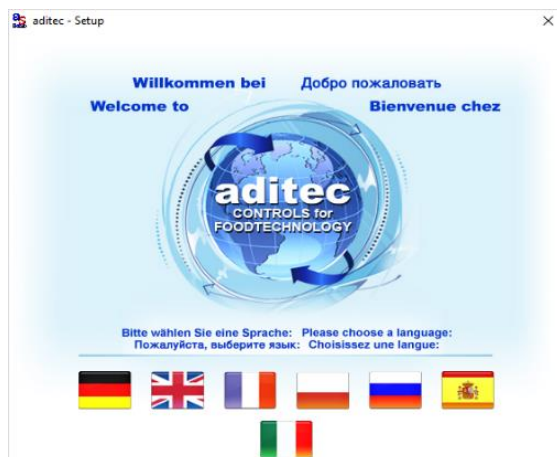 aditec - Setup
Willkommen bei Добро пожаловать
Welcome to Bienvenue chez
aditec
CONTROLS for
FOODTECHNOLOGY
Bitte wählen Sie eine Sprache: Please choose a language:
Пожалуйста, выберите язык: Choisissez une langue: